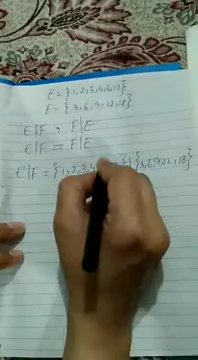 E = {1,2,3,4,6,12}
F = {3,6,9,12,18}
E|F , F|E
E|F = F|E
E|F = {1,2,3,4 } | {3,6,9,12,18}